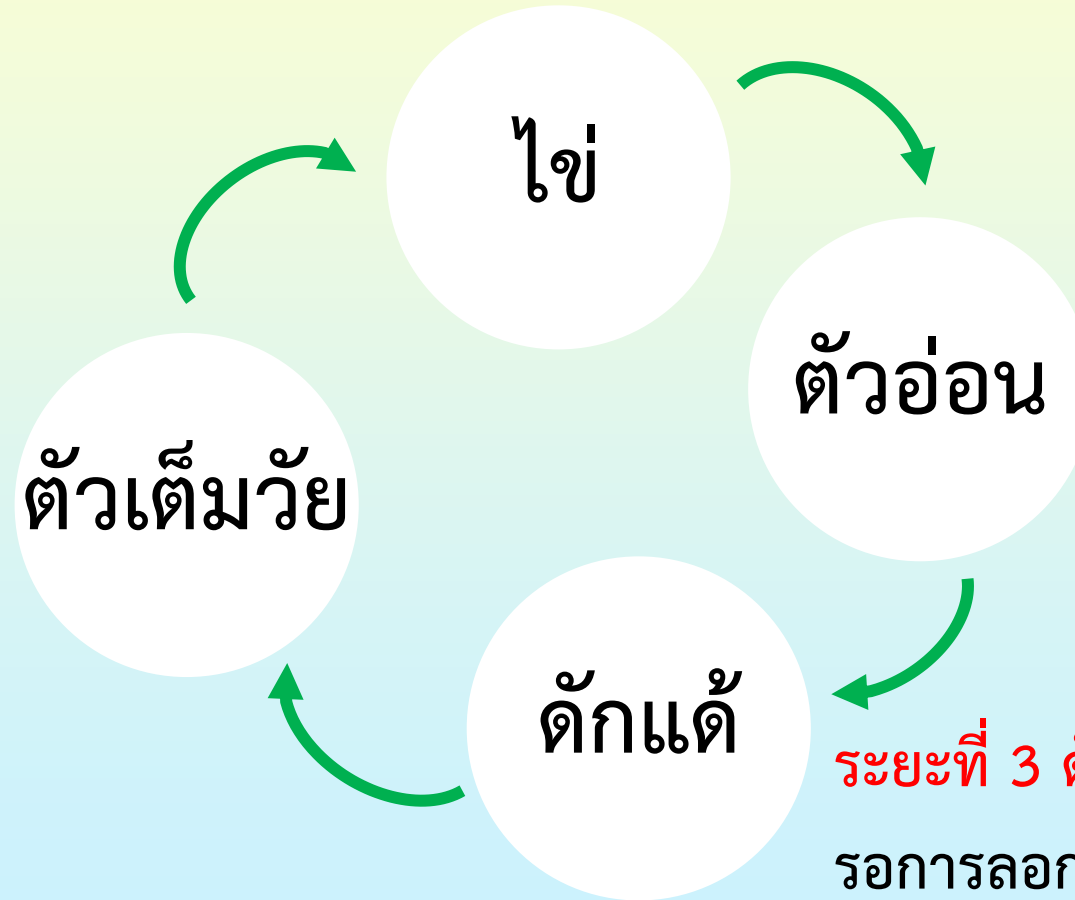 ไข่
ตัวอ่อน
ตัวเต็มวัย
ดักแด้
ระยะที่ 3
รอการลอก